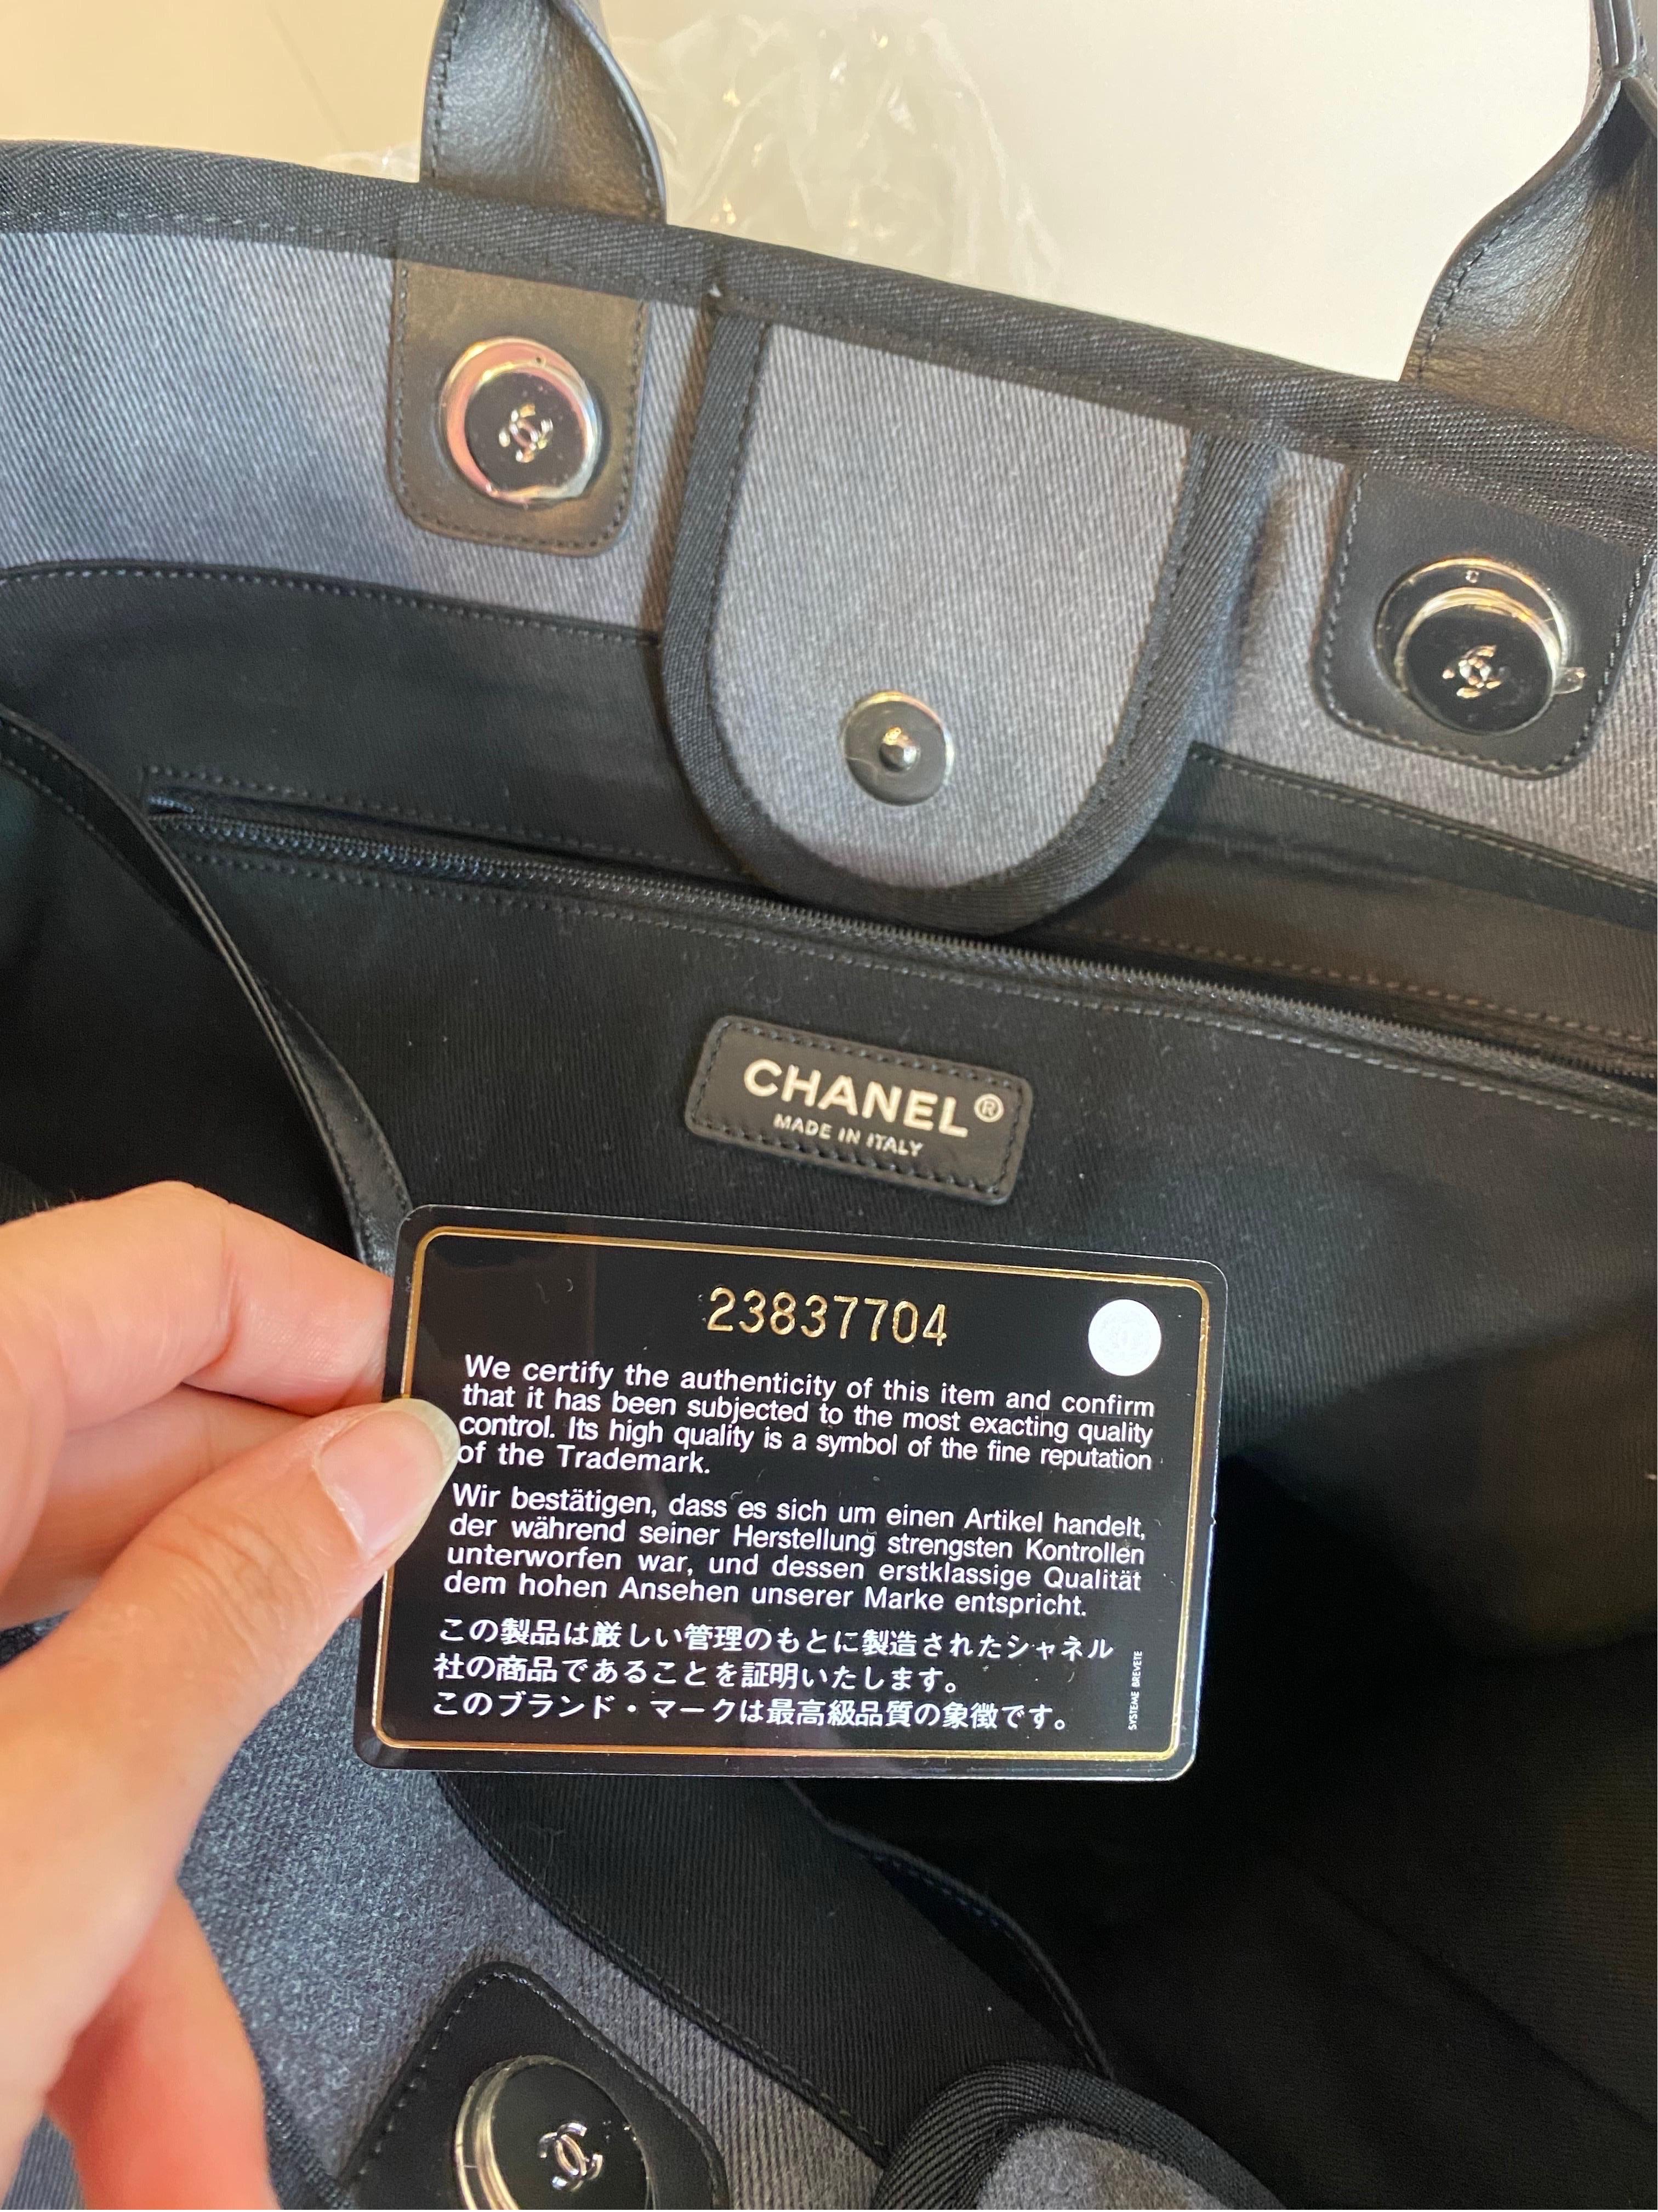 CHANEL®
MADE IN ITALY
23837704
We certify the authenticity of this item and confirm
that it has been subjected to the most exacting quality
control. Its high quality is a symbol of the fine reputation
of the Trademark.
Wir bestätigen, dass es sich um einen Artikel handelt,
der während seiner Herstellung strengsten Kontrollen
unterworfen war, und dessen erstklassige Qualität
dem hohen Ansehen unserer Marke entspricht.
この製品は厳しい管理のもとに製造されたシャネル
社の商品であることを証明いたします。
このブランド・マークは最高級品質の象徴です。
SYSTEME BREVETE